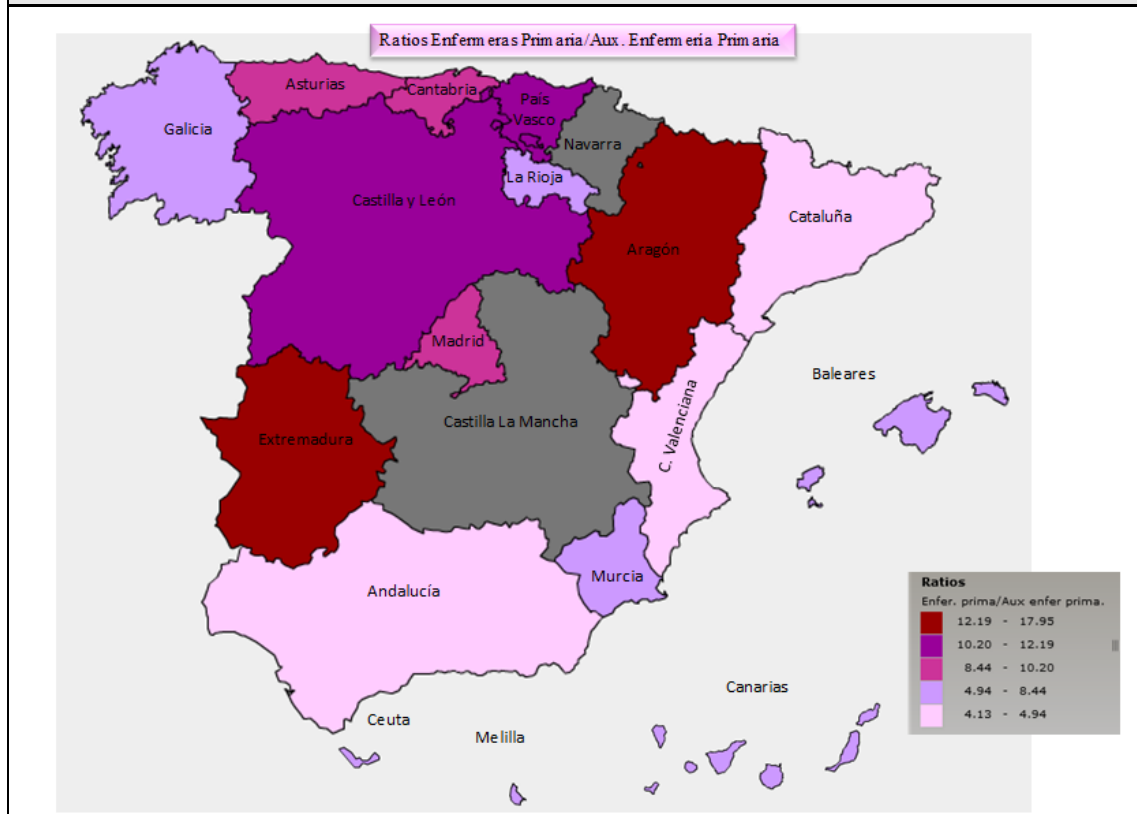 Ratios Enfermeras Primaria/Aux. Enfermería Primaria
Asturias
Cantabria
País
Vasco
Galicia
Navarra
La Rioja
Castilla y León
Cataluña
Aragón
Madrid
Baleares
Castilla La Mancha
C. Valenciana
Extremadura
Murcia
Andalucía
Canarias
Ceuta
Melilla
Ratios
Enfer. prima/Aux enfer prima.
12.19 - 17.95
10.20 - 12.19
8.44 - 10.20
4.94 - 8.44
4.13 - 4.94